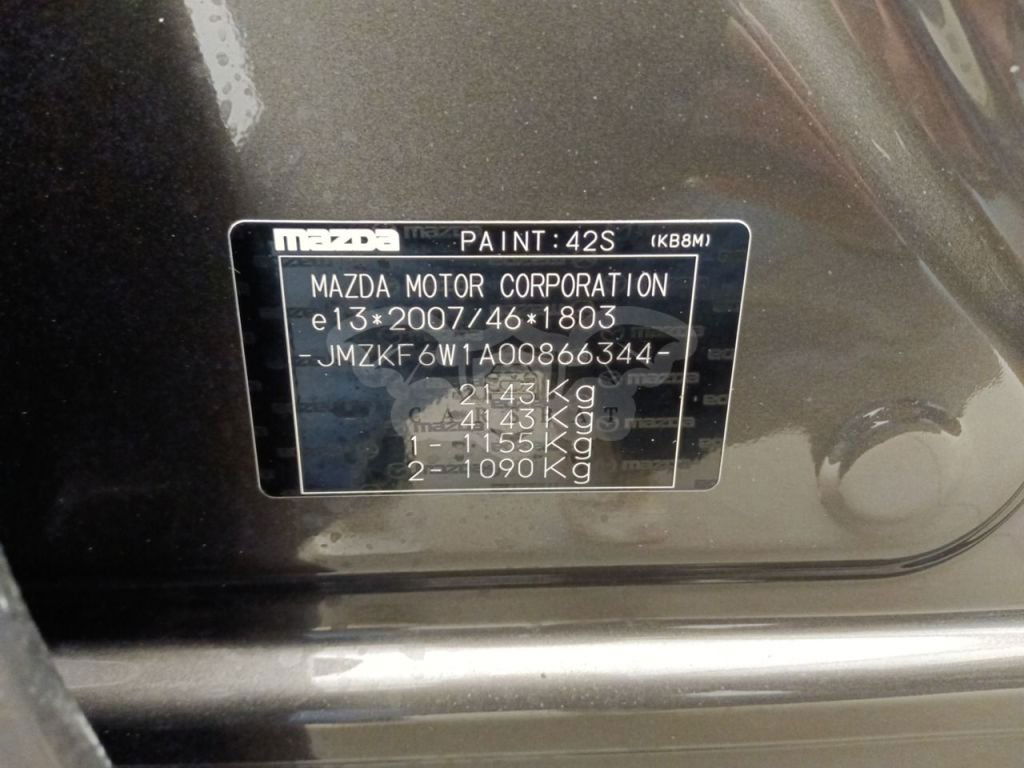 mazda PAINT:42S (KB8M)
MAZDA MOTOR CORPORATION
e13*2007/46*1803
-JMZKF6W1A00866344-
2143Kg
4143Kg
1- 1155Kg
2- 1090Kg